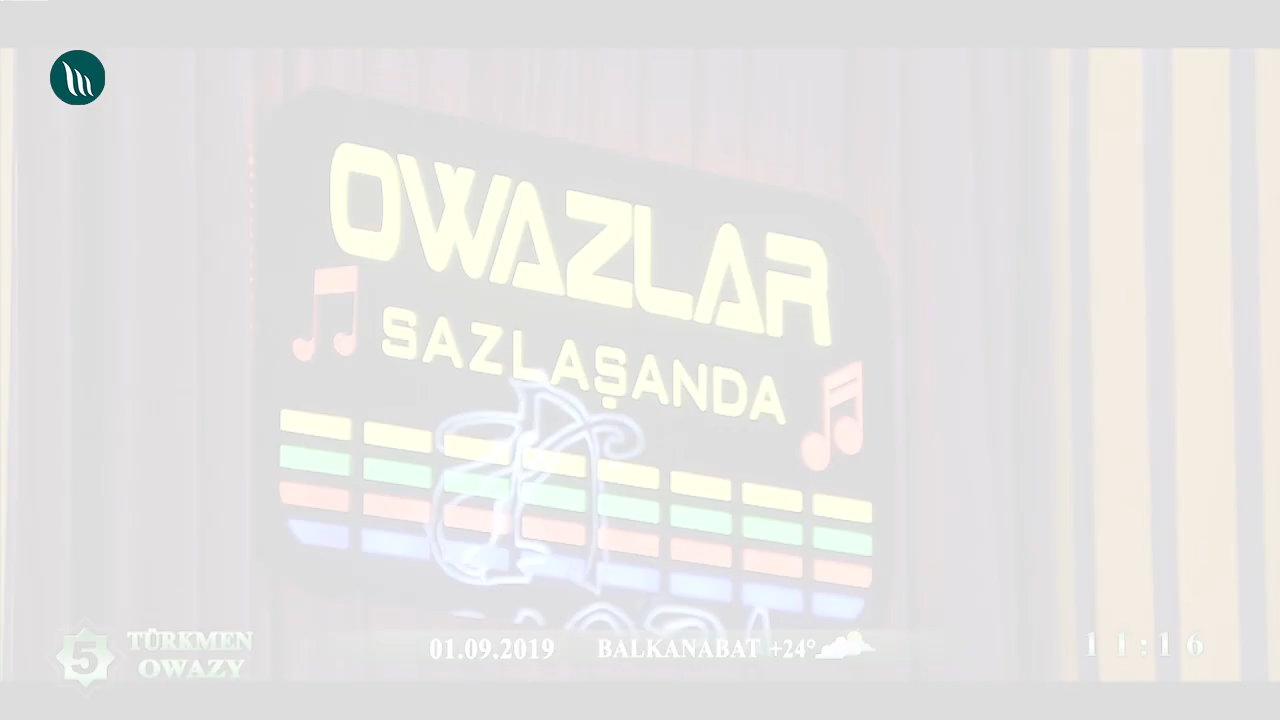 OWAZLAR
SAZLAŞANDA
5 TÜRKMEN
OWAZY
01.09.2019 BALKANABAT +24°
11:16